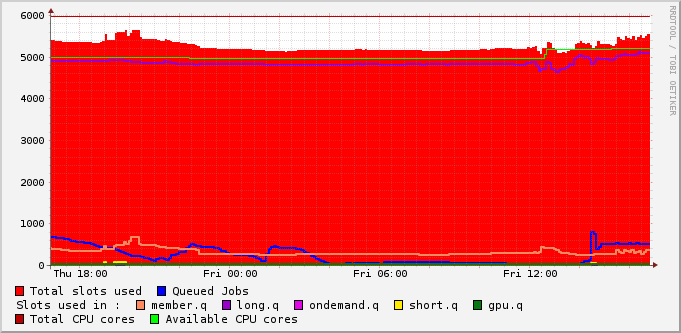 6000
5000
4000
3000
2000
1000
0
Thu 18:00 Fri 00:00 Fri 06:00 Fri 12:00
RRDTOOL / TOBI OETIKER
Total slots used Queued Jobs
Slots used in : member.q long.q ondemand.q short.q gpu.q
Total CPU cores Available CPU cores